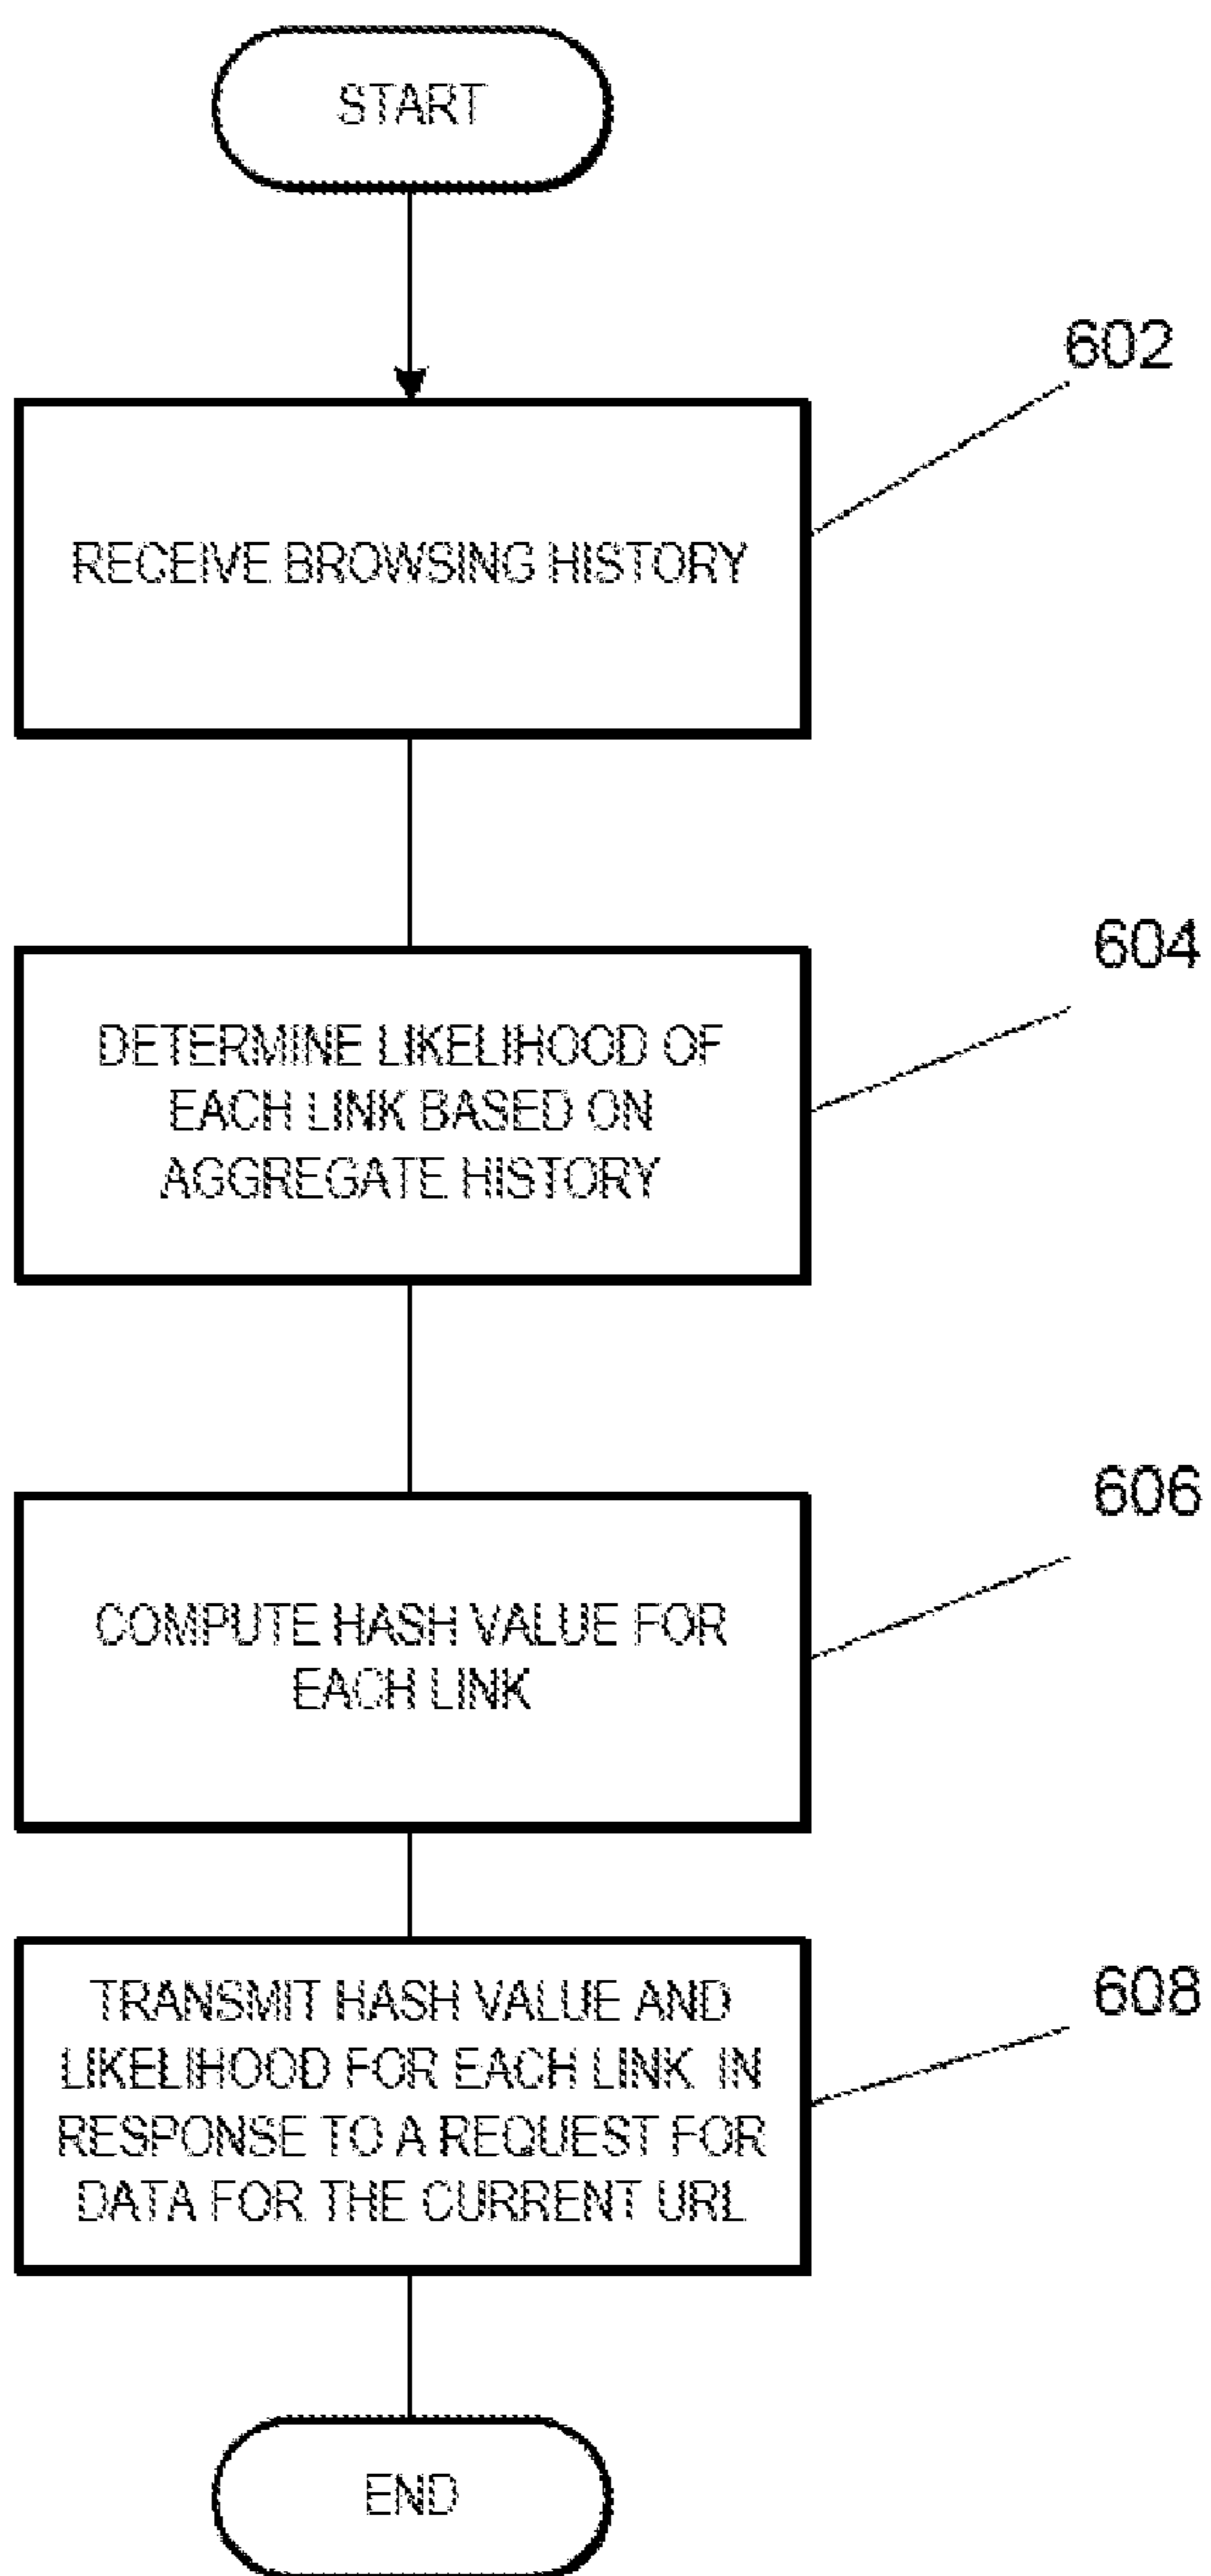 START
602
RECEIVE BROWSING HISTORY
604
DETERMINE LIKELIHOOD OF
EACH LINK BASED ON
AGGREGATE HISTORY
606
COMPUTE HASH VALUE FOR
EACH LINK
608
TRANSMIT HASH VALUE AND
LIKELIHOOD FOR EACH LINK IN
RESPONSE TO A REQUEST FOR
DATA FOR THE CURRENT URL
END